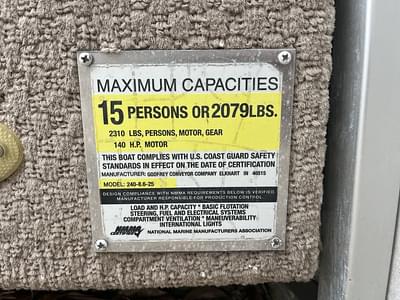 MAXIMUM CAPACITIES
15 PERSONS OR 2079LBS.
2310 LBS, PERSONS, MOTOR, GEAR
140 H.P. MOTOR
THIS BOAT COMPLIES WITH U.S. COAST GUARD SAFETY
STANDARDS IN EFFECT ON THE DATE OF CERTIFICATION
MANUFACTURER: GODFREY CONVEYOR COMPANY ELKHART IN 46515
MODEL: 240-8.6-25
DESIGN COMPLIANCE WITH NMMA REQUIREMENTS BELOW IS VERIFIED.
MANUFACTURER RESPONSIBLE FOR PRODUCTION CONTROL.
LOAD AND H.P. CAPACITY * BASIC FLOTATION
STEERING, FUEL AND ELECTRICAL SYSTEMS
COMPARTMENT VENTILATION * MANEUVERABILITY
INTERNATIONAL LIGHTS
NMMA
CERTIFIED
NATIONAL MARINE MANUFACTURERS ASSOCIATION